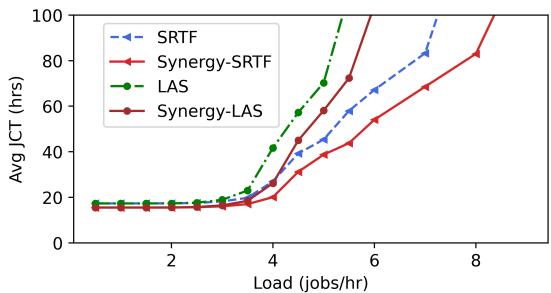 100
80
60
40
20
0
Avg JCT (hrs)
SRTF
Synergy-SRTF
LAS
Synergy-LAS
2 4 6 8
Load (jobs/hr)